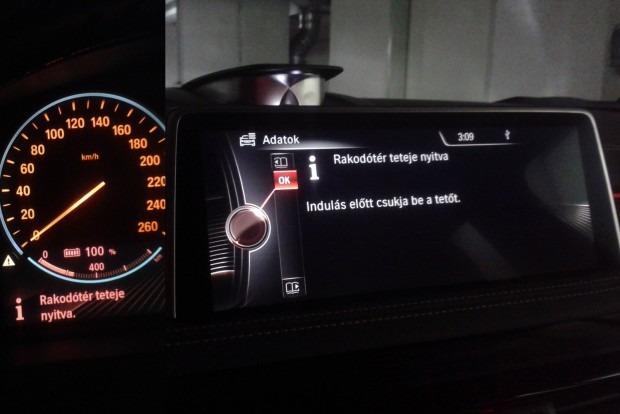 20
40
60
80
100
120
140
160
180
200
220
240
260
km/h
0
0
100 %
400
Rakodótér teteje
nyitva.
Adatok
3:09
OK
Rakodótér teteje nyitva
Indulás előtt csukja be a tetőt.